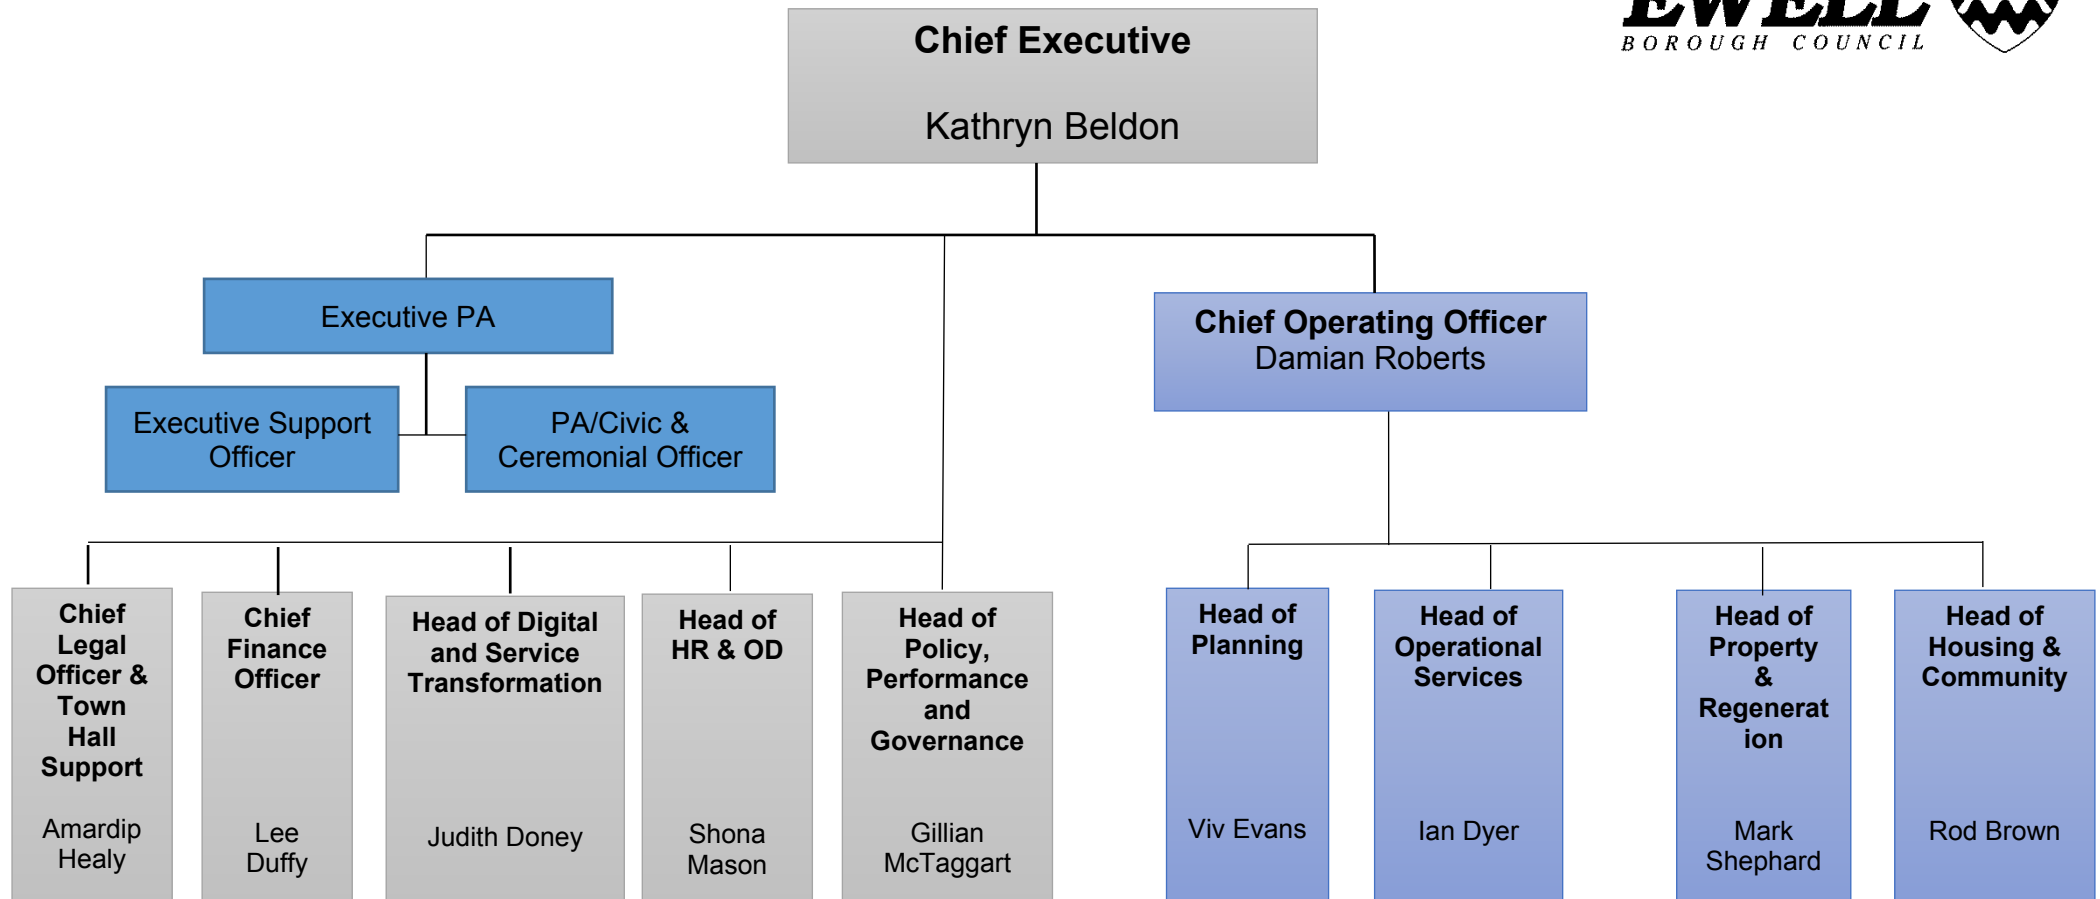 EWELL
BOROUGH COUNCIL
Chief Executive
Kathryn Beldon
Executive PA
Chief Operating Officer
Damian Roberts
Executive Support
Officer
PA/Civic &
Ceremonial Officer
Chief
Legal
Officer &
Town
Hall
Support
Amardip
Healy
Chief
Finance
Officer
Lee
Duffy
Head of Digital
and Service
Transformation
Judith Doney
Head of
HR & OD
Shona
Mason
Head of
Policy,
Performance
and
Governance
Gillian
McTaggart
Head of
Planning
Viv Evans
Head of
Operational
Services
Ian Dyer
Head of
Property
&
Regenerat
ion
Mark
Shephard
Head of
Housing &
Community
Rod Brown